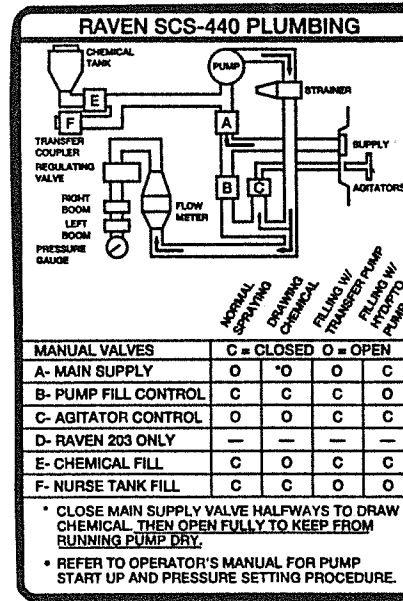 RAVEN SCS-440 PLUMBING
CHEMICAL
TANK
PUMP
STRAINER
E
F
A
TRANSFER
COUPLER
SUPPLY
REGULATING
VALVE
B
C
AGITATORS
RIGHT
BOOM
FLOW
METER
LEFT
BOOM
PRESSURE
GAUGE
NORMAL
SPRAYING
DRAWING
CHEMICAL
FILLING W/
TRANSFER PUMP
FILLING W/
HYD/PTO
PUMP
MANUAL VALVES C = CLOSED O = OPEN
A- MAIN SUPPLY O *O O C
B- PUMP FILL CONTROL C C C O
C- AGITATOR CONTROL O O C C
D- RAVEN 203 ONLY — — — —
E- CHEMICAL FILL C O C C
F- NURSE TANK FILL C C O O
* CLOSE MAIN SUPPLY VALVE HALFWAYS TO DRAW
CHEMICAL, THEN OPEN FULLY TO KEEP FROM
RUNNING PUMP DRY.
• REFER TO OPERATOR'S MANUAL FOR PUMP
START UP AND PRESSURE SETTING PROCEDURE.